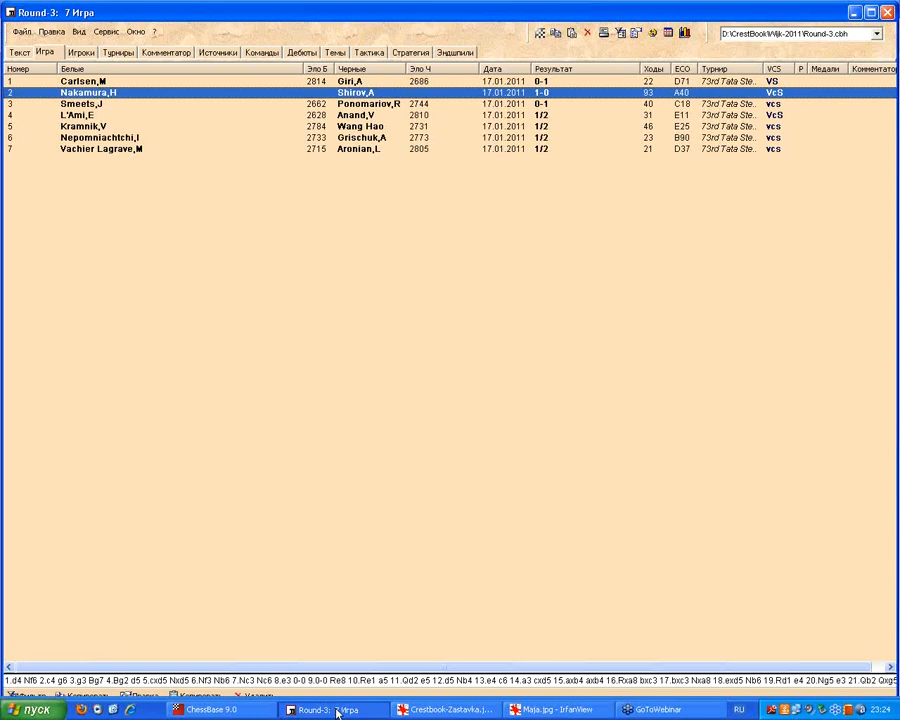 Round-3: 7 Игра
Файл Правка Вид Сервис Окно ?
D:\CrestBook\Wijk-2011\Round-3.cbh
Текст Игра Игроки Турниры Комментатор Источники Команды Дебюты Темы Тактика Стратегия Эндшпили
Номер Белые Эло Б Черные Эло Ч Дата Результат Ходы ECO Турнир VCS Р Медали Комментатор
1 Carlsen,M 2814 Giri,A 2686 17.01.2011 0-1 22 D71 73rd Tata Ste.. VS
2 Nakamura,H Shirov,A 17.01.2011 1-0 93 A40 VcS
3 Smeets,J 2662 Ponomariov,R 2744 17.01.2011 0-1 40 C18 73rd Tata Ste.. vcs
4 L'Ami,E 2628 Anand,V 2810 17.01.2011 1/2 31 E11 73rd Tata Ste.. VcS
5 Kramnik,V 2784 Wang Hao 2731 17.01.2011 1/2 46 E25 73rd Tata Ste.. vcs
6 Nepomniachtchi,I 2733 Grischuk,A 2773 17.01.2011 1/2 23 B90 73rd Tata Ste.. vcs
7 Vachier Lagrave,M 2715 Aronian,L 2805 17.01.2011 1/2 21 D37 73rd Tata Ste.. vcs
1.d4 Nf6 2.c4 g6 3.g3 Bg7 4.Bg2 d5 5.cxd5 Nxd5 6.Nf3 Nb6 7.Nc3 Nc6 8.e3 0-0 9.0-0 Re8 10.Re1 a5 11.Qd2 e5 12.d5 Nb4 13.e4 c6 14.a3 cxd5 15.axb4 axb4 16.Rxa8 bxc3 17.bxc3 Nxa8 18.exd5 Nb6 19.Rd1 e4 20.Ng5 e3 21.Qb2 Qxg5
Фильтр Копировать Правка Копировать Удалить
пуск ChessBase 9.0 Round-3: 7 Игра Crestbook-Zastavka.j... Maja.jpg - IrfanView GoToWebinar RU 23:24